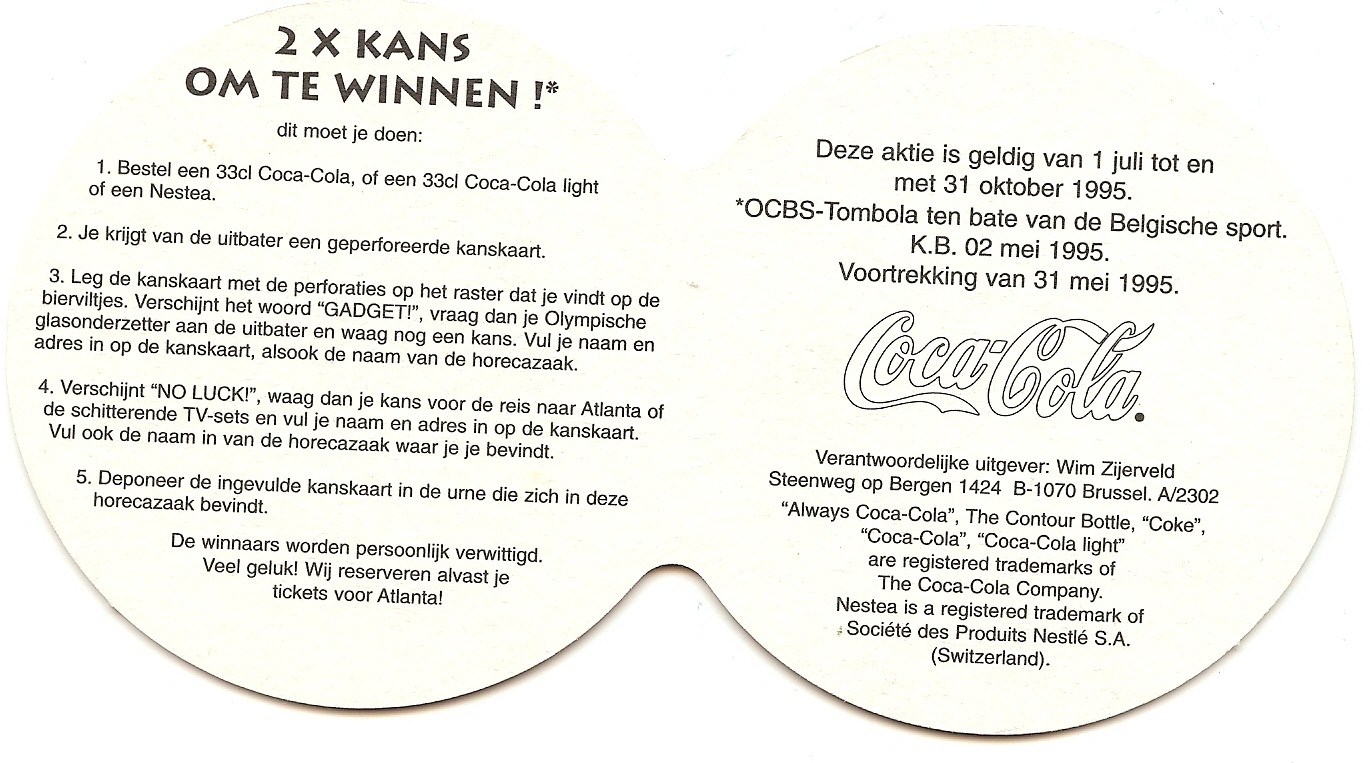 2 X KANS
OM TE WINNEN !*
dit moet je doen:
1. Bestel een 33cl Coca-Cola, of een 33cl Coca-Cola light
of een Nestea.
2. Je krijgt van de uitbater een geperforeerde kanskaart.
3. Leg de kanskaart met de perforaties op het raster dat je vindt op de
bierviltjes. Verschijnt het woord “GADGET!”, vraag dan je Olympische
glasonderzetter aan de uitbater en waag nog een kans. Vul je naam en
adres in op de kanskaart, alsook de naam van de horecazaak.
4. Verschijnt “NO LUCK!”, waag dan je kans voor de reis naar Atlanta of
de schitterende TV-sets en vul je naam en adres in op de kanskaart.
Vul ook de naam in van de horecazaak waar je je bevindt.
5. Deponeer de ingevulde kanskaart in de urne die zich in deze
horecazaak bevindt.
De winnaars worden persoonlijk verwittigd.
Veel geluk! Wij reserveren alvast je
tickets voor Atlanta!
Deze aktie is geldig van 1 juli tot en
met 31 oktober 1995.
*OCBS-Tombola ten bate van de Belgische sport.
K.B. 02 mei 1995.
Voortrekking van 31 mei 1995.
Coca-Cola.
Verantwoordelijke uitgever: Wim Zijerveld
Steenweg op Bergen 1424 B-1070 Brussel. A/2302
“Always Coca-Cola”, The Contour Bottle, “Coke”,
“Coca-Cola”, “Coca-Cola light”
are registered trademarks of
The Coca-Cola Company.
Nestea is a registered trademark of
Société des Produits Nestlé S.A.
(Switzerland).